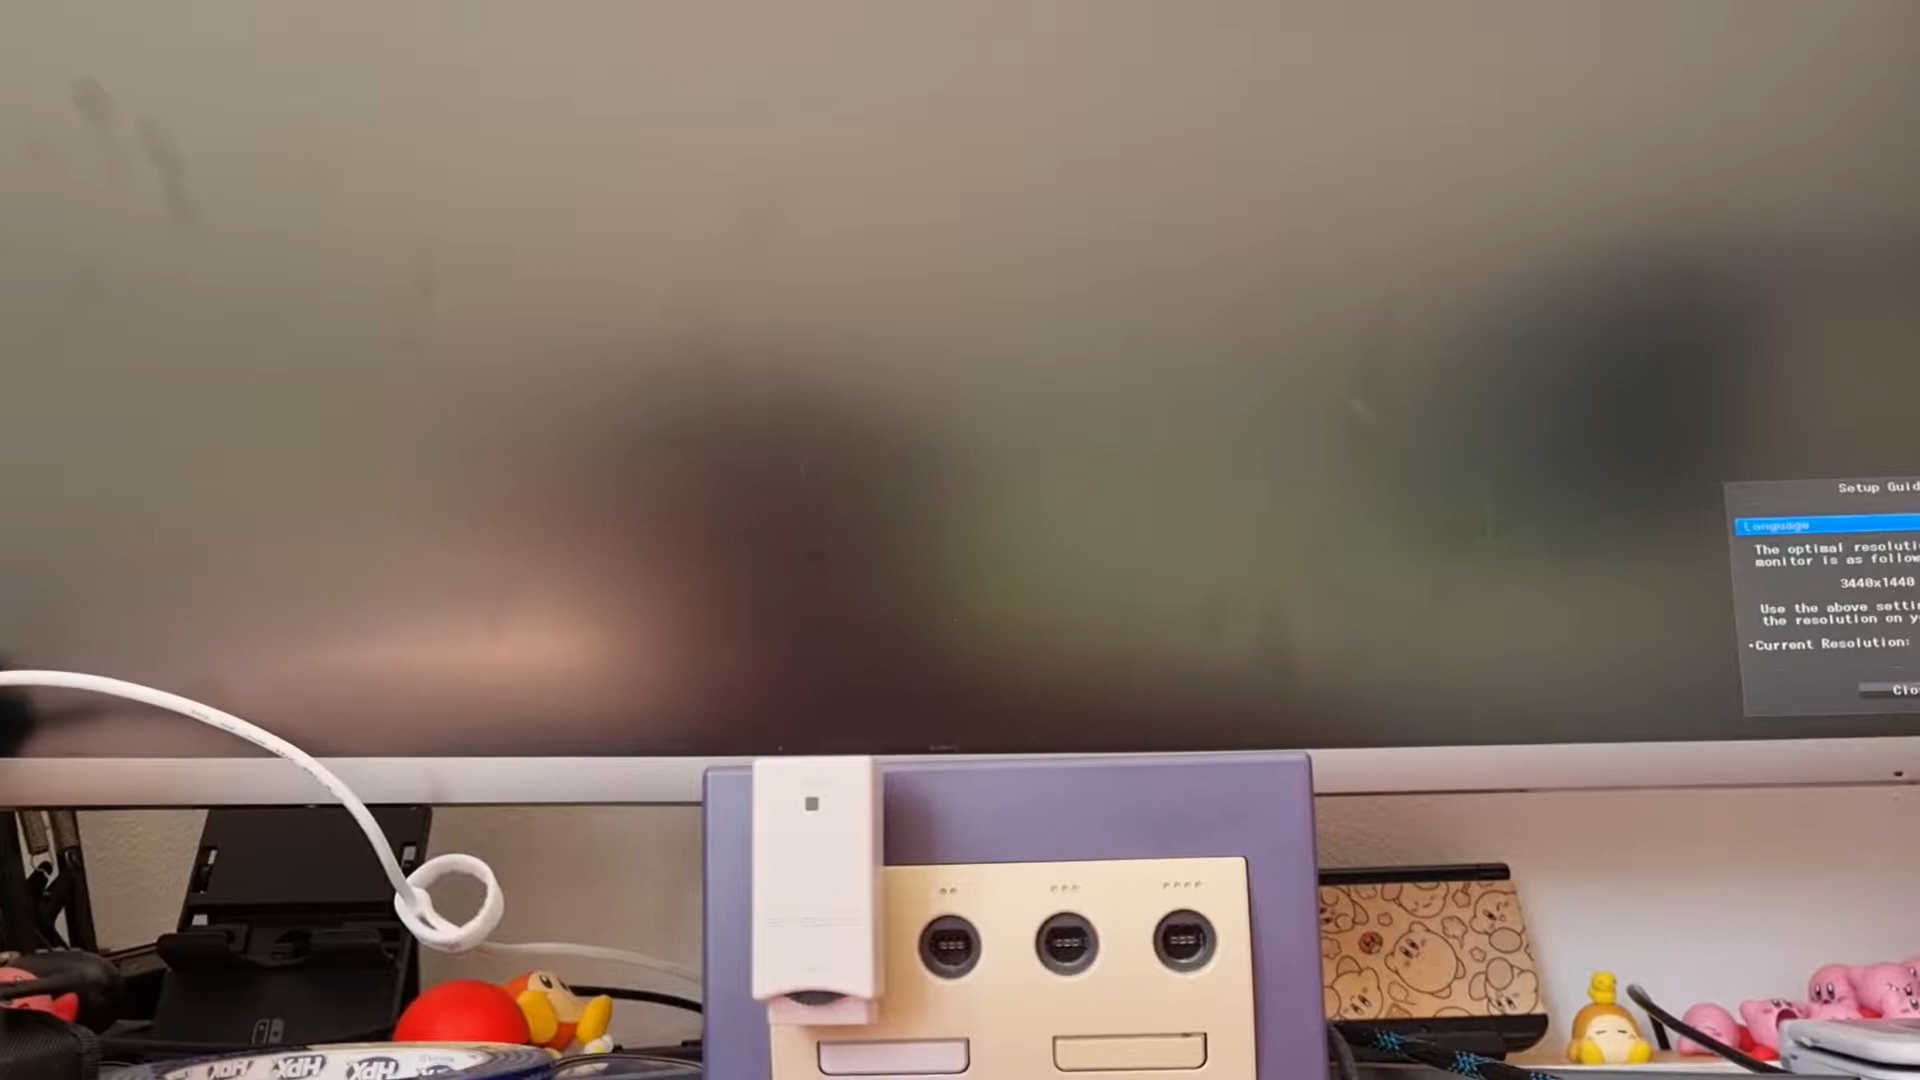 Setup Guid
Language
The optimal resoluti
monitor is as follow
3440x1440
Use the above setti
the resolution on y
•Current Resolution:
Clo
HPX
HPX
HPX